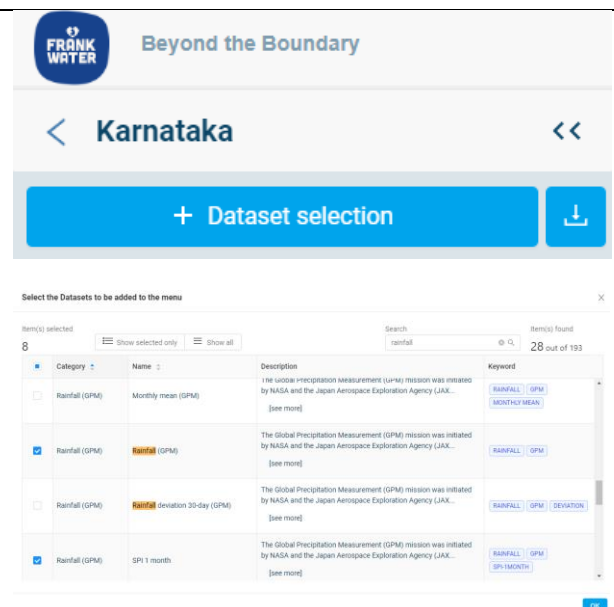 FRANK
WATER
Beyond the Boundary
< Karnataka <<
+ Dataset selection
Select the Datasets to be added to the menu ×
Item(s) selected Search Item(s) found
8 Show selected only Show all rainfall 28 out of 193
Category Name Description Keyword
Rainfall (GPM) Monthly mean (GPM) The Global Precipitation Measurement (GPM) mission was initiated by NASA and the Japan Aerospace Exploration Agency (JAX... RAINFALL GPM
[see more] MONTHLY MEAN
Rainfall (GPM) Rainfall (GPM) The Global Precipitation Measurement (GPM) mission was initiated
by NASA and the Japan Aerospace Exploration Agency (JAX... RAINFALL GPM
[see more]
Rainfall (GPM) Rainfall deviation 30-day (GPM) The Global Precipitation Measurement (GPM) mission was initiated
by NASA and the Japan Aerospace Exploration Agency (JAX... RAINFALL GPM DEVIATION
[see more]
Rainfall (GPM) SPI 1 month The Global Precipitation Measurement (GPM) mission was initiated
by NASA and the Japan Aerospace Exploration Agency (JAX... RAINFALL GPM
[see more] SPI-1MONTH
OK